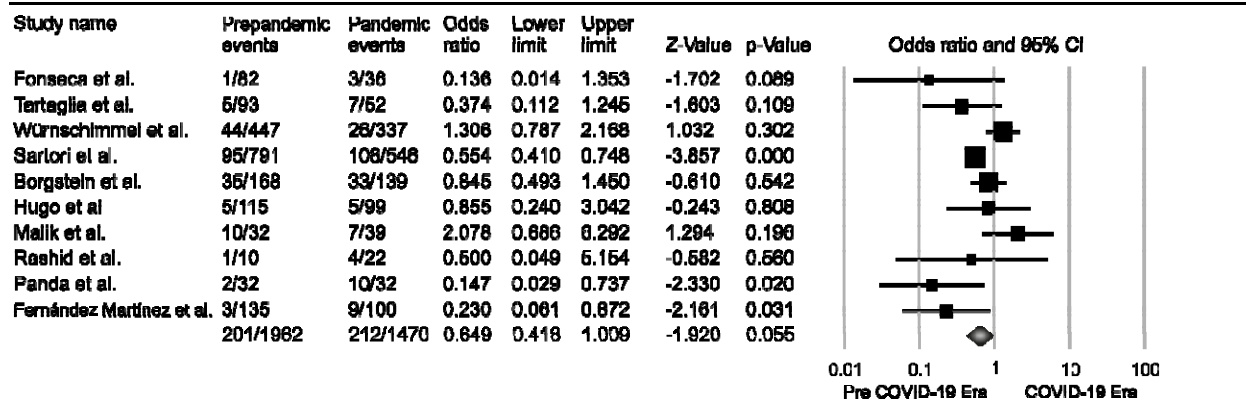 Study name Prepandemic events Pandemic events Odds ratio Lower limit Upper limit Z-Value p-Value Odds ratio and 95% CI
Fonseca et al. 1/82 3/36 0.136 0.014 1.353 -1.702 0.089
Tartaglia et al. 5/93 7/52 0.374 0.112 1.245 -1.603 0.109
Würnschimmel et al. 44/447 26/337 1.306 0.787 2.168 1.032 0.302
Sartori et al. 95/791 108/546 0.554 0.410 0.748 -3.857 0.000
Borgstein et al. 35/168 33/139 0.845 0.493 1.450 -0.610 0.542
Hugo et al 5/115 5/99 0.855 0.240 3.042 -0.243 0.808
Malik et al. 10/32 7/39 2.078 0.686 6.292 1.294 0.196
Rashid et al. 1/10 4/22 0.500 0.049 5.154 -0.582 0.560
Panda et al. 2/32 10/32 0.147 0.029 0.737 -2.330 0.020
Fernández Martínez et al. 3/135 9/100 0.230 0.061 0.872 -2.161 0.031
201/1962 212/1470 0.649 0.418 1.009 -1.920 0.055
0.01 0.1 1 10 100
Pre COVID-19 Era COVID-19 Era